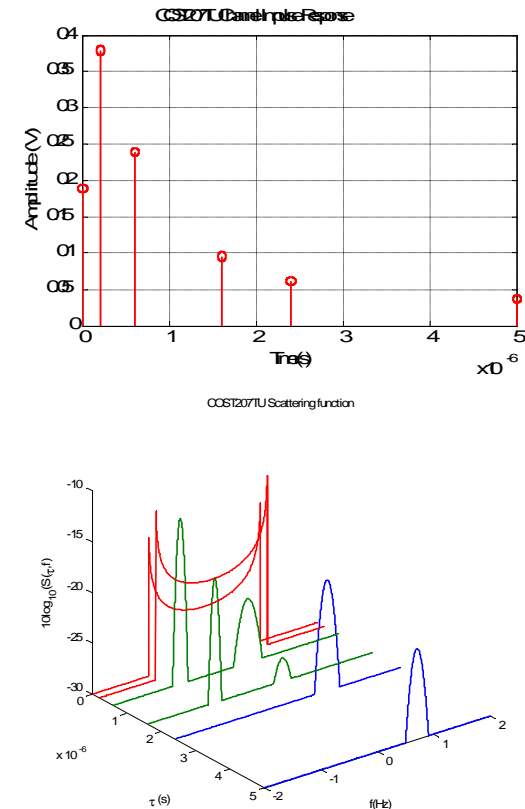 COST207TU Channel Impulse Response
0.4
0.35
0.3
0.25
0.2
0.15
0.1
0.05
0
Amplitude (V)
0 1 2 3 4 5
Time(s)
x10 -6
COST207TU Scattering function
-10
-15
-20
-25
-30
10log10(S(τ,f)
0
1
2
3
4
5
x 10 -6
τ (s)
-2
-1
0
1
2
f(Hz)